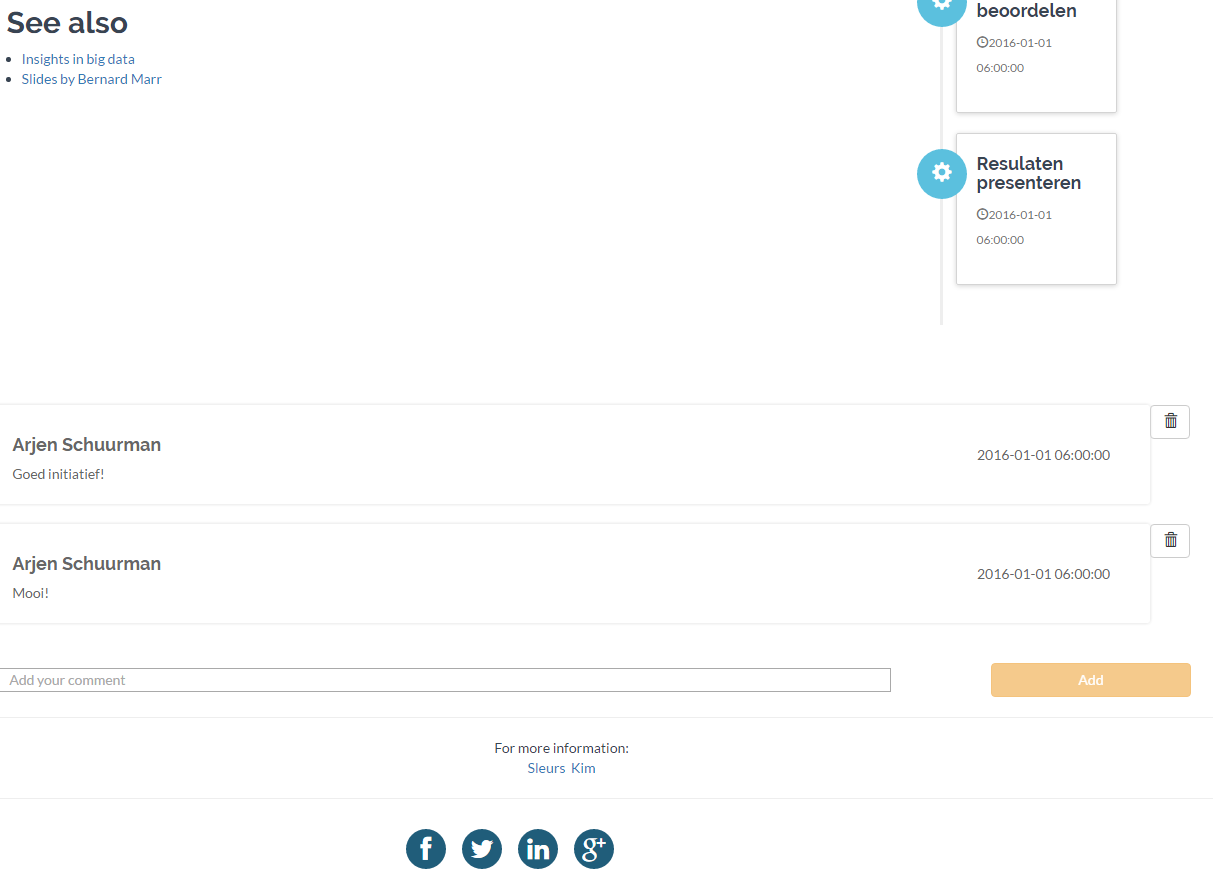 See also
Insights in big data
Slides by Bernard Marr
beoordelen
2016-01-01
06:00:00
Resulaten
presenteren
2016-01-01
06:00:00
Arjen Schuurman
Goed initiatief!
2016-01-01 06:00:00
Arjen Schuurman
Mooi!
2016-01-01 06:00:00
Add your comment
Add
For more information:
Sleurs Kim
f
in
g+